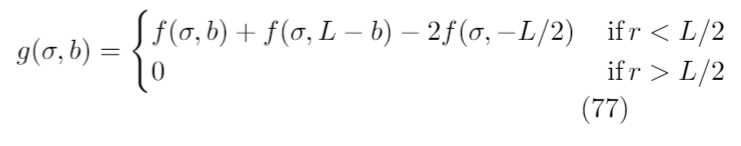 g(σ, b) = { f(σ, b) + f(σ, L − b) − 2f(σ, −L/2) if r < L/2
0 if r > L/2
(77)